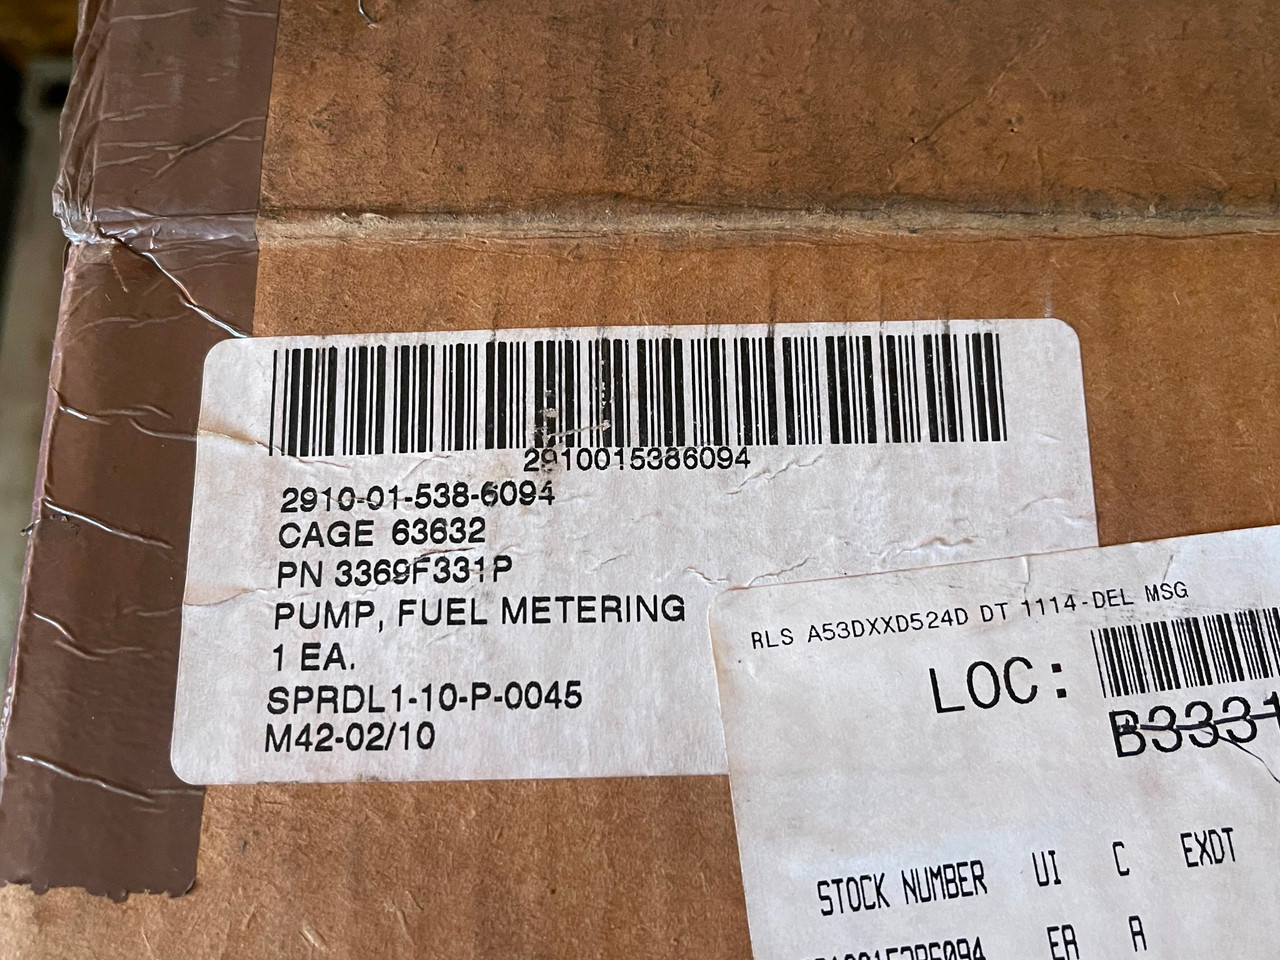 2910015386094
2910-01-538-6094
CAGE 63632
PN 3369F331P
PUMP, FUEL METERING
1 EA.
SPRDL1-10-P-0045
M42-02/10
RLS A53DXXD524D DT 1114-DEL MSG
LOC:
B3331
STOCK NUMBER UI C EXDT
EA A